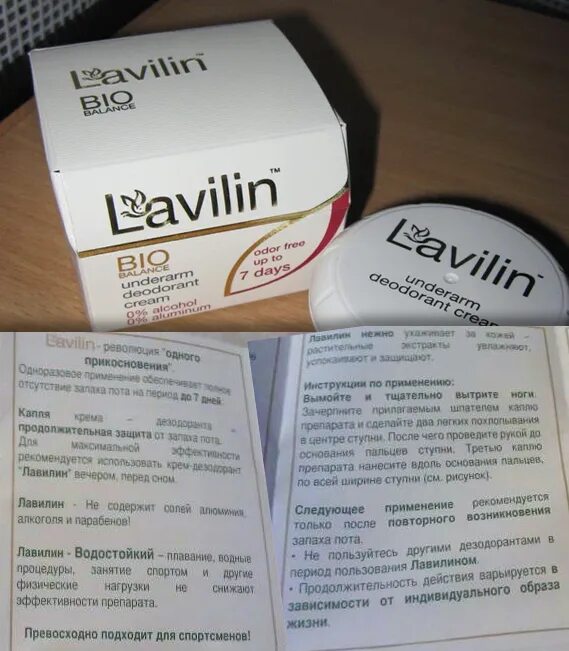 Lavilin™
BIO
BALANCE
Lavilin™
BIO
BALANCE
underarm
deodorant
cream
0% alcohol
0% aluminum
odor free
up to
7 days
Lavilin™
underarm
deodorant cream
Lavilin - революция "одного
прикосновения".
Одноразовое применение обеспечивает полное
отсутствие запаха пота на период до 7 дней.
Капля крема – дезодоранта -
продолжительная защита от запаха пота.
Для максимальной эффективности
рекомендуется использовать крем-дезодорант
"Лавилин" вечером, перед сном.
Лавилин - Не содержит солей алюминия,
алкоголя и парабенов!
Лавилин - Водостойкий – плавание, водные
процедуры, занятие спортом и другие
физические нагрузки не снижают
эффективности препарата.
Превосходно подходит для спортсменов!
Лавилин нежно ухаживает за кожей -
растительные экстракты увлажняют,
успокаивают и защищают.
Инструкции по применению:
Вымойте и тщательно вытрите ноги.
Зачерпните прилагаемым шпателем каплю
препарата и сделайте два легких похлопывания
в центре ступни. После чего проведите рукой до
основания пальцев ступни. Третью каплю
препарата нанесите вдоль основания пальцев,
по всей ширине ступни (см. рисунок).
Следующее применение рекомендуется
только после повторного возникновения
запаха пота.
• Не пользуйтесь другими дезодорантами в
период пользования Лавилином.
• Продолжительность действия варьируется в
зависимости от индивидуального образа
жизни.